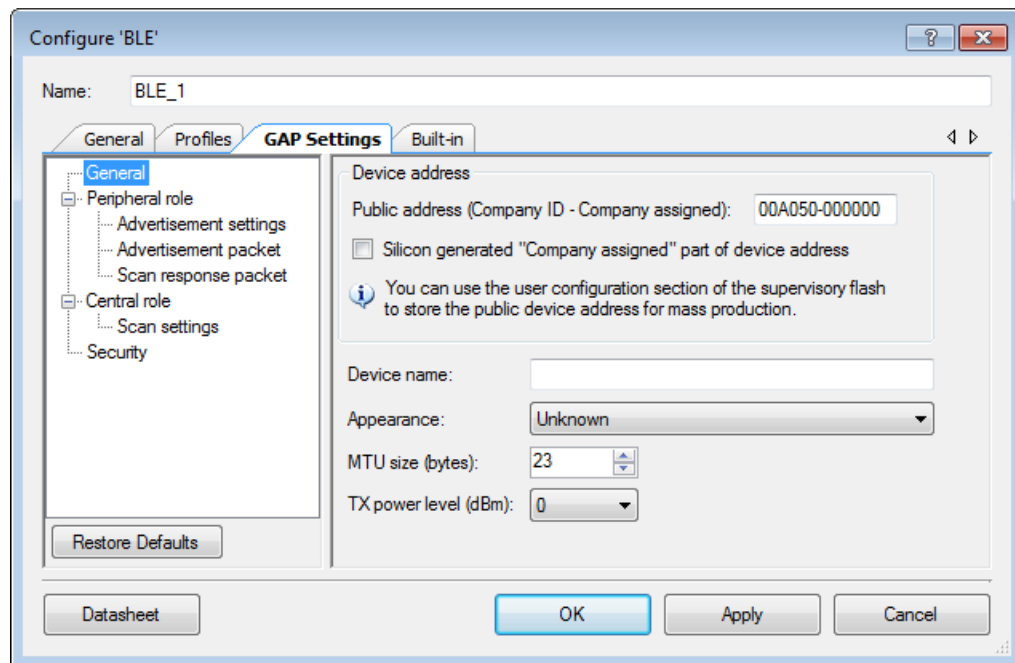 Configure 'BLE'
Name: BLE_1
General Profiles GAP Settings Built-in
General
Peripheral role
Advertisement settings
Advertisement packet
Scan response packet
Central role
Scan settings
Security
Restore Defaults
Device address
Public address (Company ID - Company assigned): 00A050-000000
Silicon generated "Company assigned" part of device address
You can use the user configuration section of the supervisory flash
to store the public device address for mass production.
Device name:
Appearance: Unknown
MTU size (bytes): 23
TX power level (dBm): 0
Datasheet OK Apply Cancel